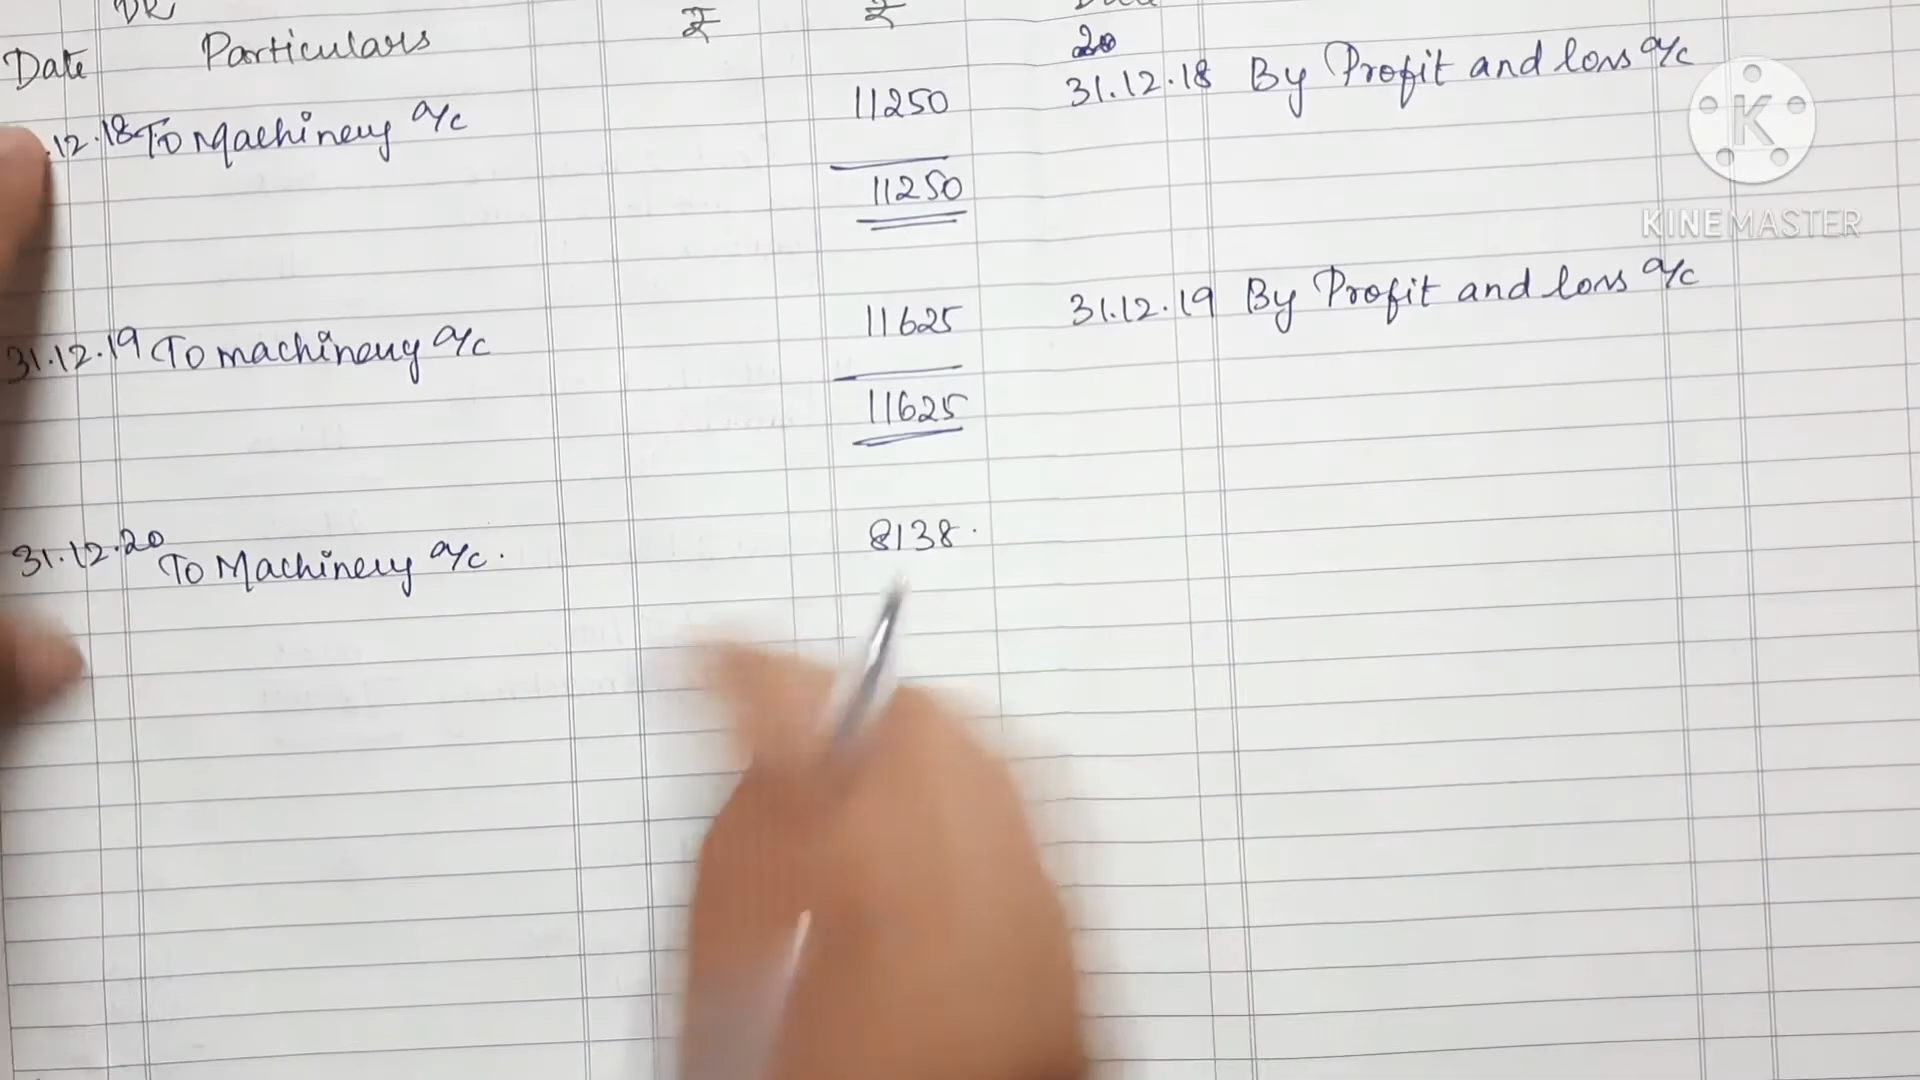 DR
Date Particulars ₹ ₹
20
.12.18 To Machinery a/c 11250 31.12.18 By Profit and loss a/c
11250
31.12.19 To machinery a/c 11625 31.12.19 By Profit and loss a/c
11625
31.12.20 To Machinery a/c. 8138.
K
KINEMASTER